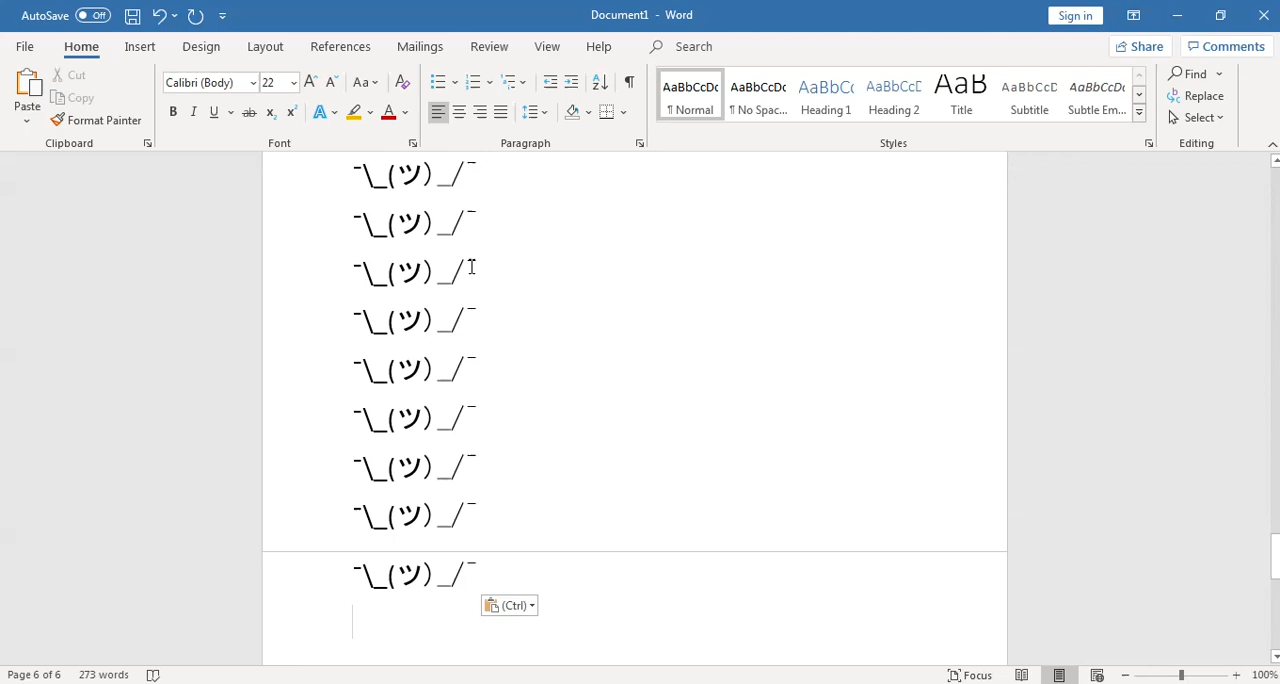 AutoSave Off Document1 - Word Sign in
File Home Insert Design Layout References Mailings Review View Help Search Share Comments
Paste Cut Copy Format Painter
Calibri (Body) 22 Aa
AaBbCcDc AaBbCcDc AaBbCc AaBbCcD AaB AaBbCcD AaBbCcDc
¶ Normal ¶ No Spac... Heading 1 Heading 2 Title Subtitle Subtle Em...
Find Replace Select
Clipboard Font Paragraph Styles Editing
¯\_(ツ)_/¯
¯\_(ツ)_/¯
¯\_(ツ)_/¯
¯\_(ツ)_/¯
¯\_(ツ)_/¯
¯\_(ツ)_/¯
¯\_(ツ)_/¯
¯\_(ツ)_/¯
¯\_(ツ)_/¯
(Ctrl)
Page 6 of 6 273 words Focus 100%